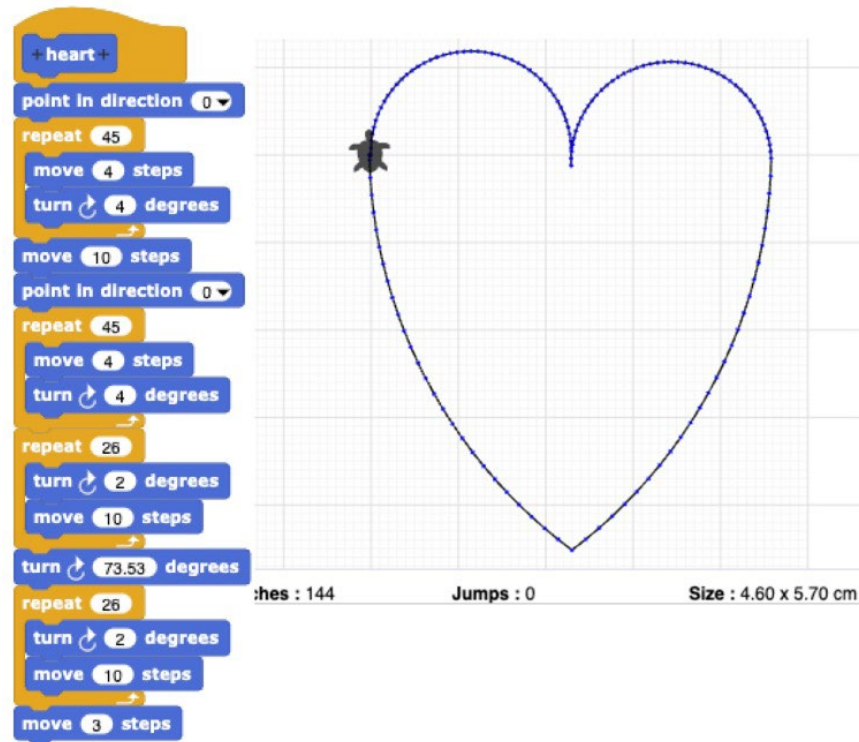 +heart+
point in direction 0
repeat 45
move 4 steps
turn 4 degrees
move 10 steps
point in direction 0
repeat 45
move 4 steps
turn 4 degrees
repeat 26
turn 2 degrees
move 10 steps
turn 73.53 degrees
repeat 26
turn 2 degrees
move 10 steps
move 3 steps
ches : 144 Jumps : 0 Size : 4.60 x 5.70 cm